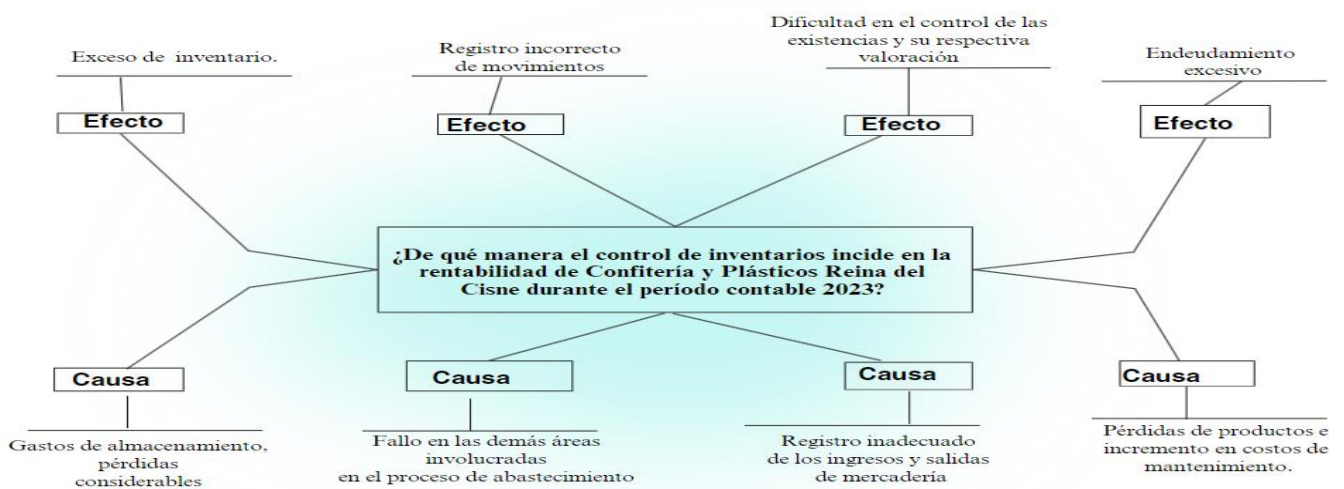 Exceso de inventario.
Registro incorrecto
de movimientos
Dificultad en el control de las
existencias y su respectiva
valoración
Endeudamiento
excesivo
Efecto
Efecto
Efecto
Efecto
¿De qué manera el control de inventarios incide en la
rentabilidad de Confitería y Plásticos Reina del
Cisne durante el período contable 2023?
Causa
Causa
Causa
Causa
Gastos de almacenamiento,
pérdidas
considerables
Fallo en las demás áreas
involucradas
en el proceso de abastecimiento
Registro inadecuado
de los ingresos y salidas
de mercadería
Pérdidas de productos e
incremento en costos de
mantenimiento.